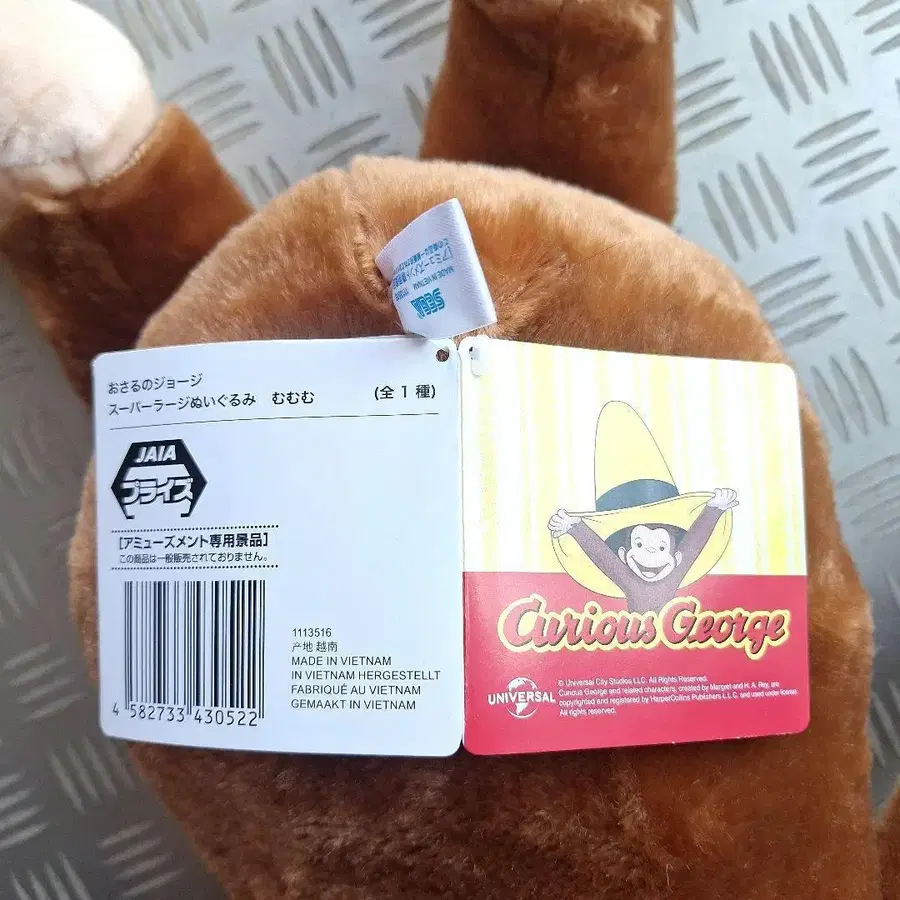 SEGA
MADE IN VIETNAM
おさるのジョージ
スーパーラージぬいぐるみ むむむ (全1種)
JAIA
プライズ
[アミューズメント専用景品]
この商品は一般販売されておりません。
1113516
产地 越南
MADE IN VIETNAM
IN VIETNAM HERGESTELLT
FABRIQUÉ AU VIETNAM
GEMAAKT IN VIETNAM
4 582733 430522
Curious George
UNIVERSAL
© Universal City Studios LLC. All Rights Reserved.
Curious George and related characters, created by Margret and H. A. Rey, are
copyrighted and registered by HarperCollins Publishers L.L.C. and used under license.
All rights reserved.